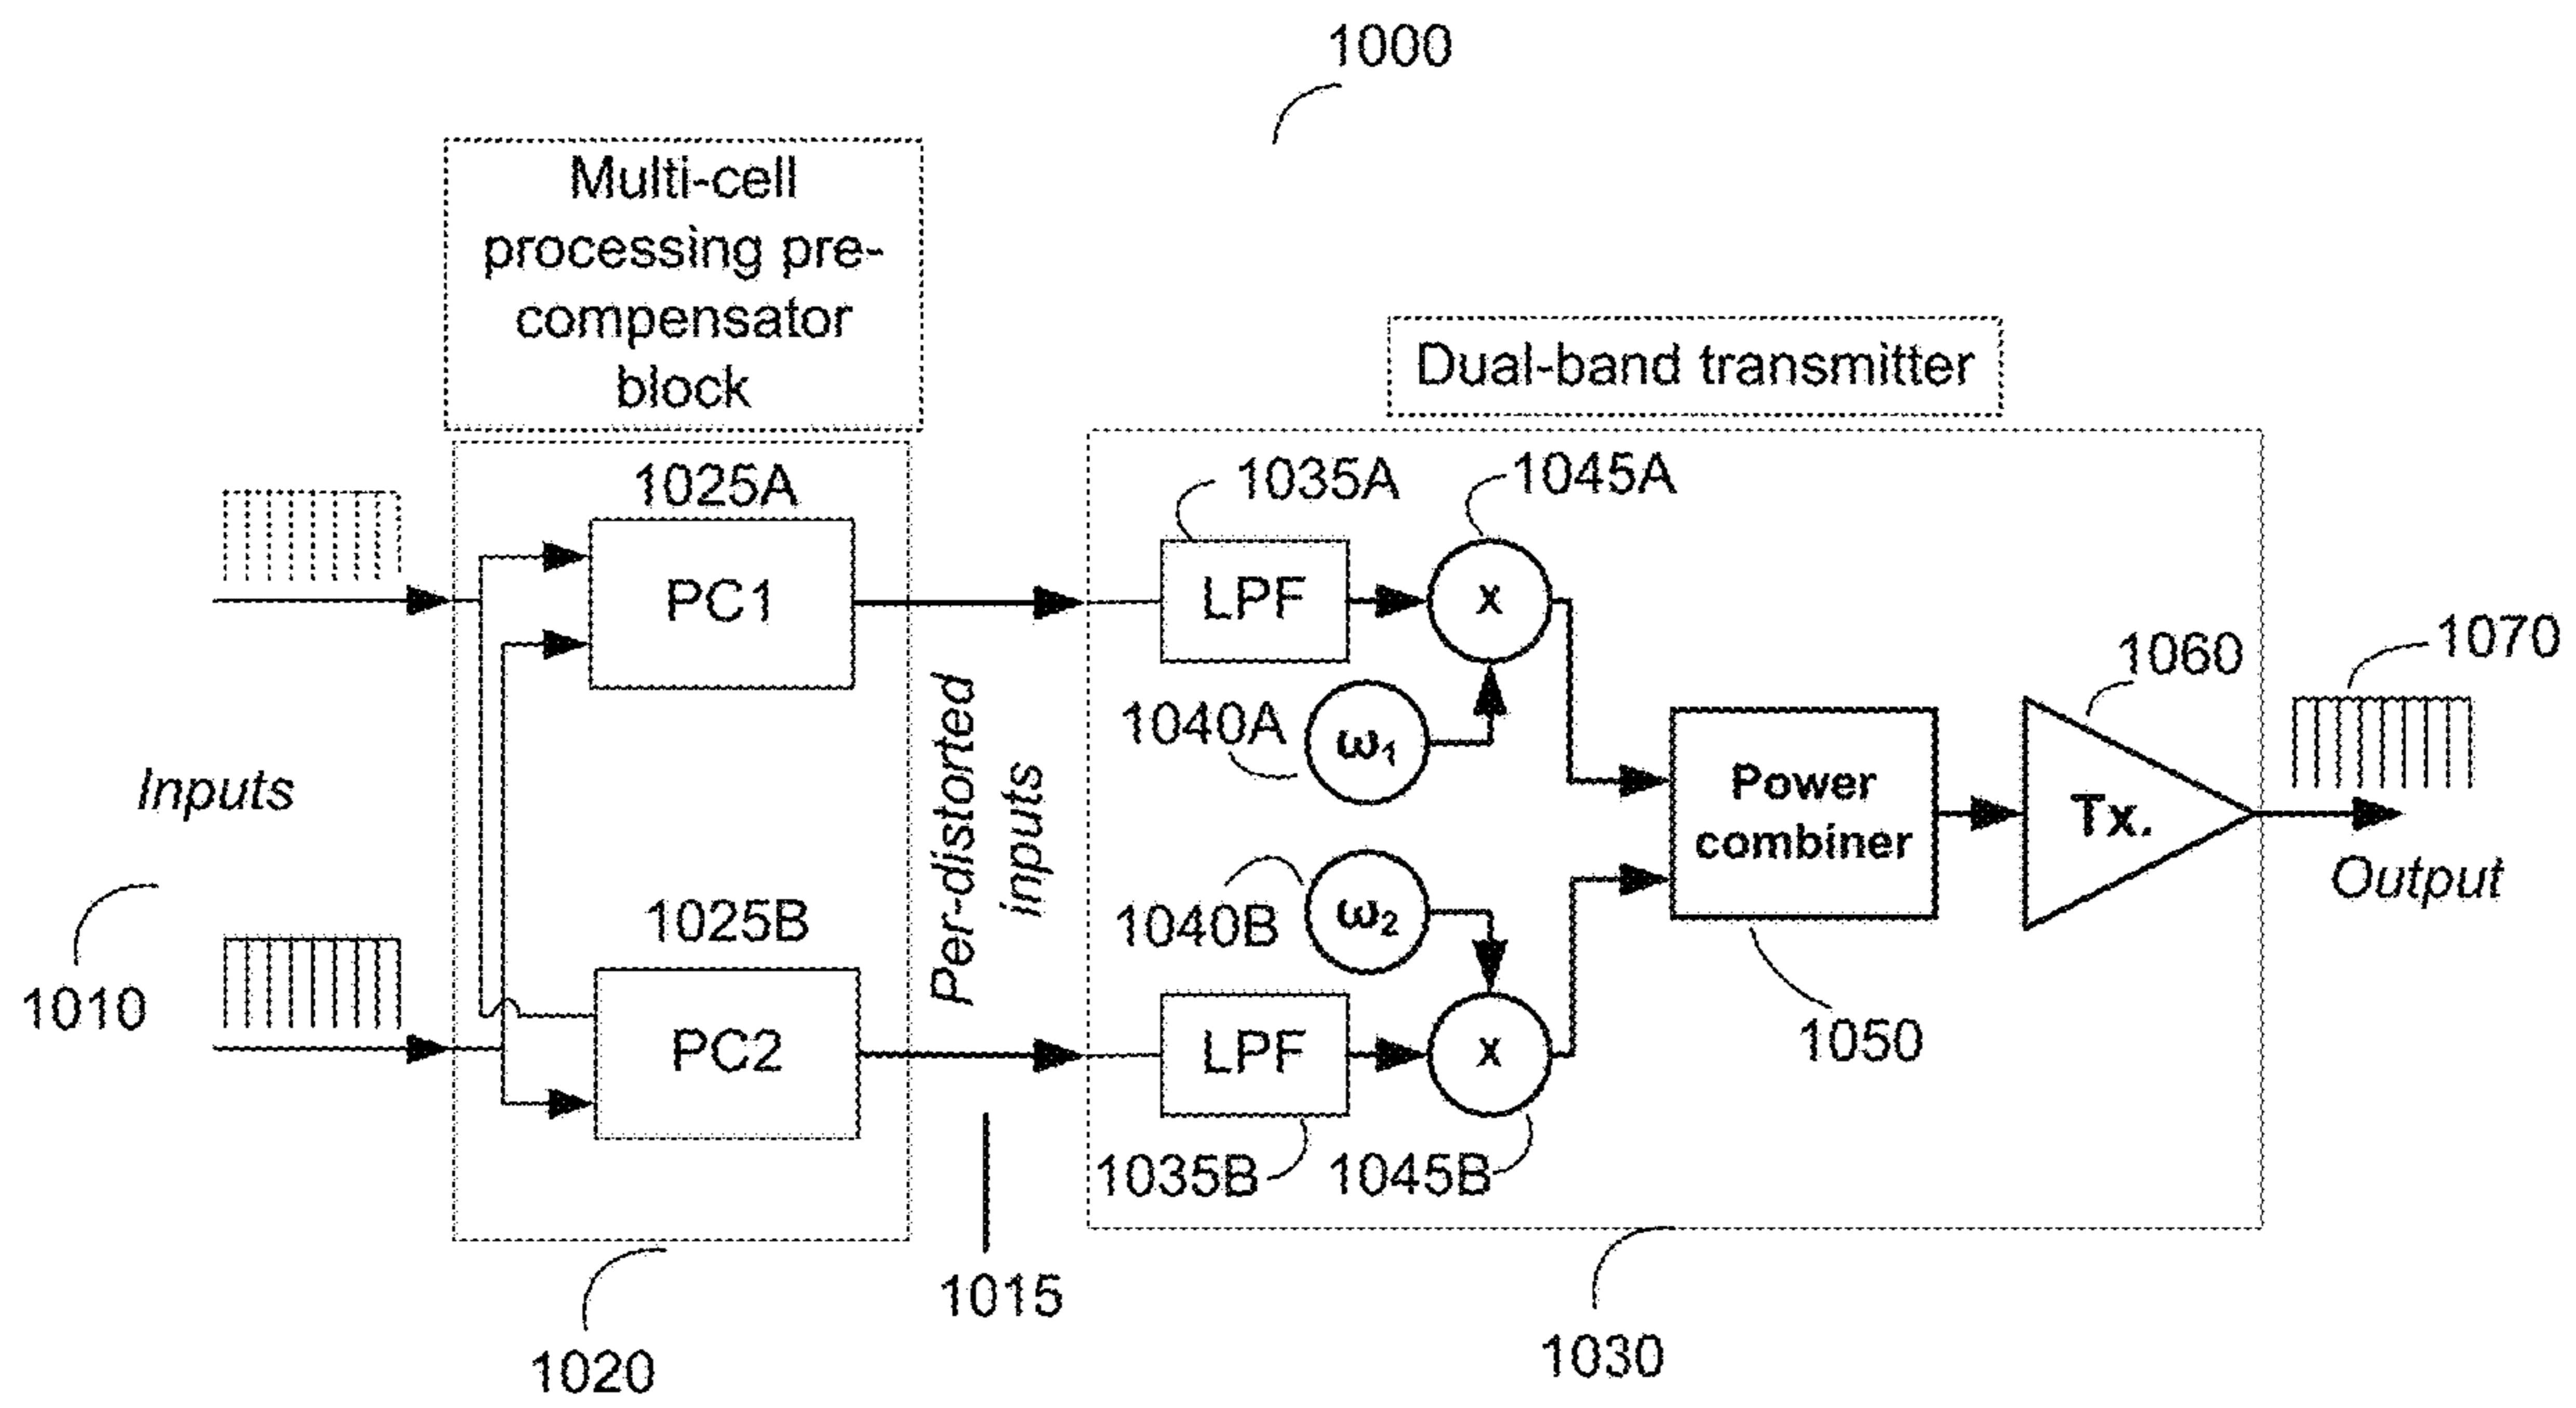 1000
Multi-cell
processing pre-
compensator
block
Dual-band transmitter
1025A
PC1
1035A
LPF
1045A
x
1040A
ω1
Inputs
1010
Per-distorted
inputs
1025B
PC2
1040B
ω2
LPF
x
1035B
1045B
Power
combiner
1050
Tx.
1060
1070
Output
1015
1020
1030